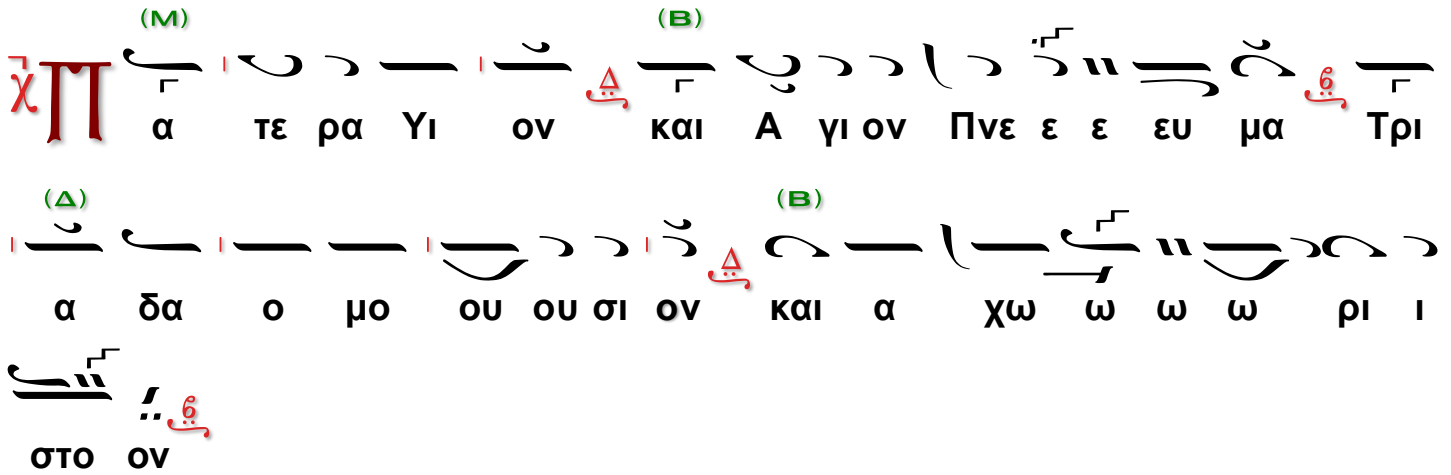 (Μ) (Β)
χ Π Δ ϐ
α τε ρα Υι ον και Α γι ον Πνε ε ε ευ μα Τρι
(Δ) (Β)
Δ
α δα ο μο ου ου σι ον και α χω ω ω ω ρι ι
ϐ
στο ον